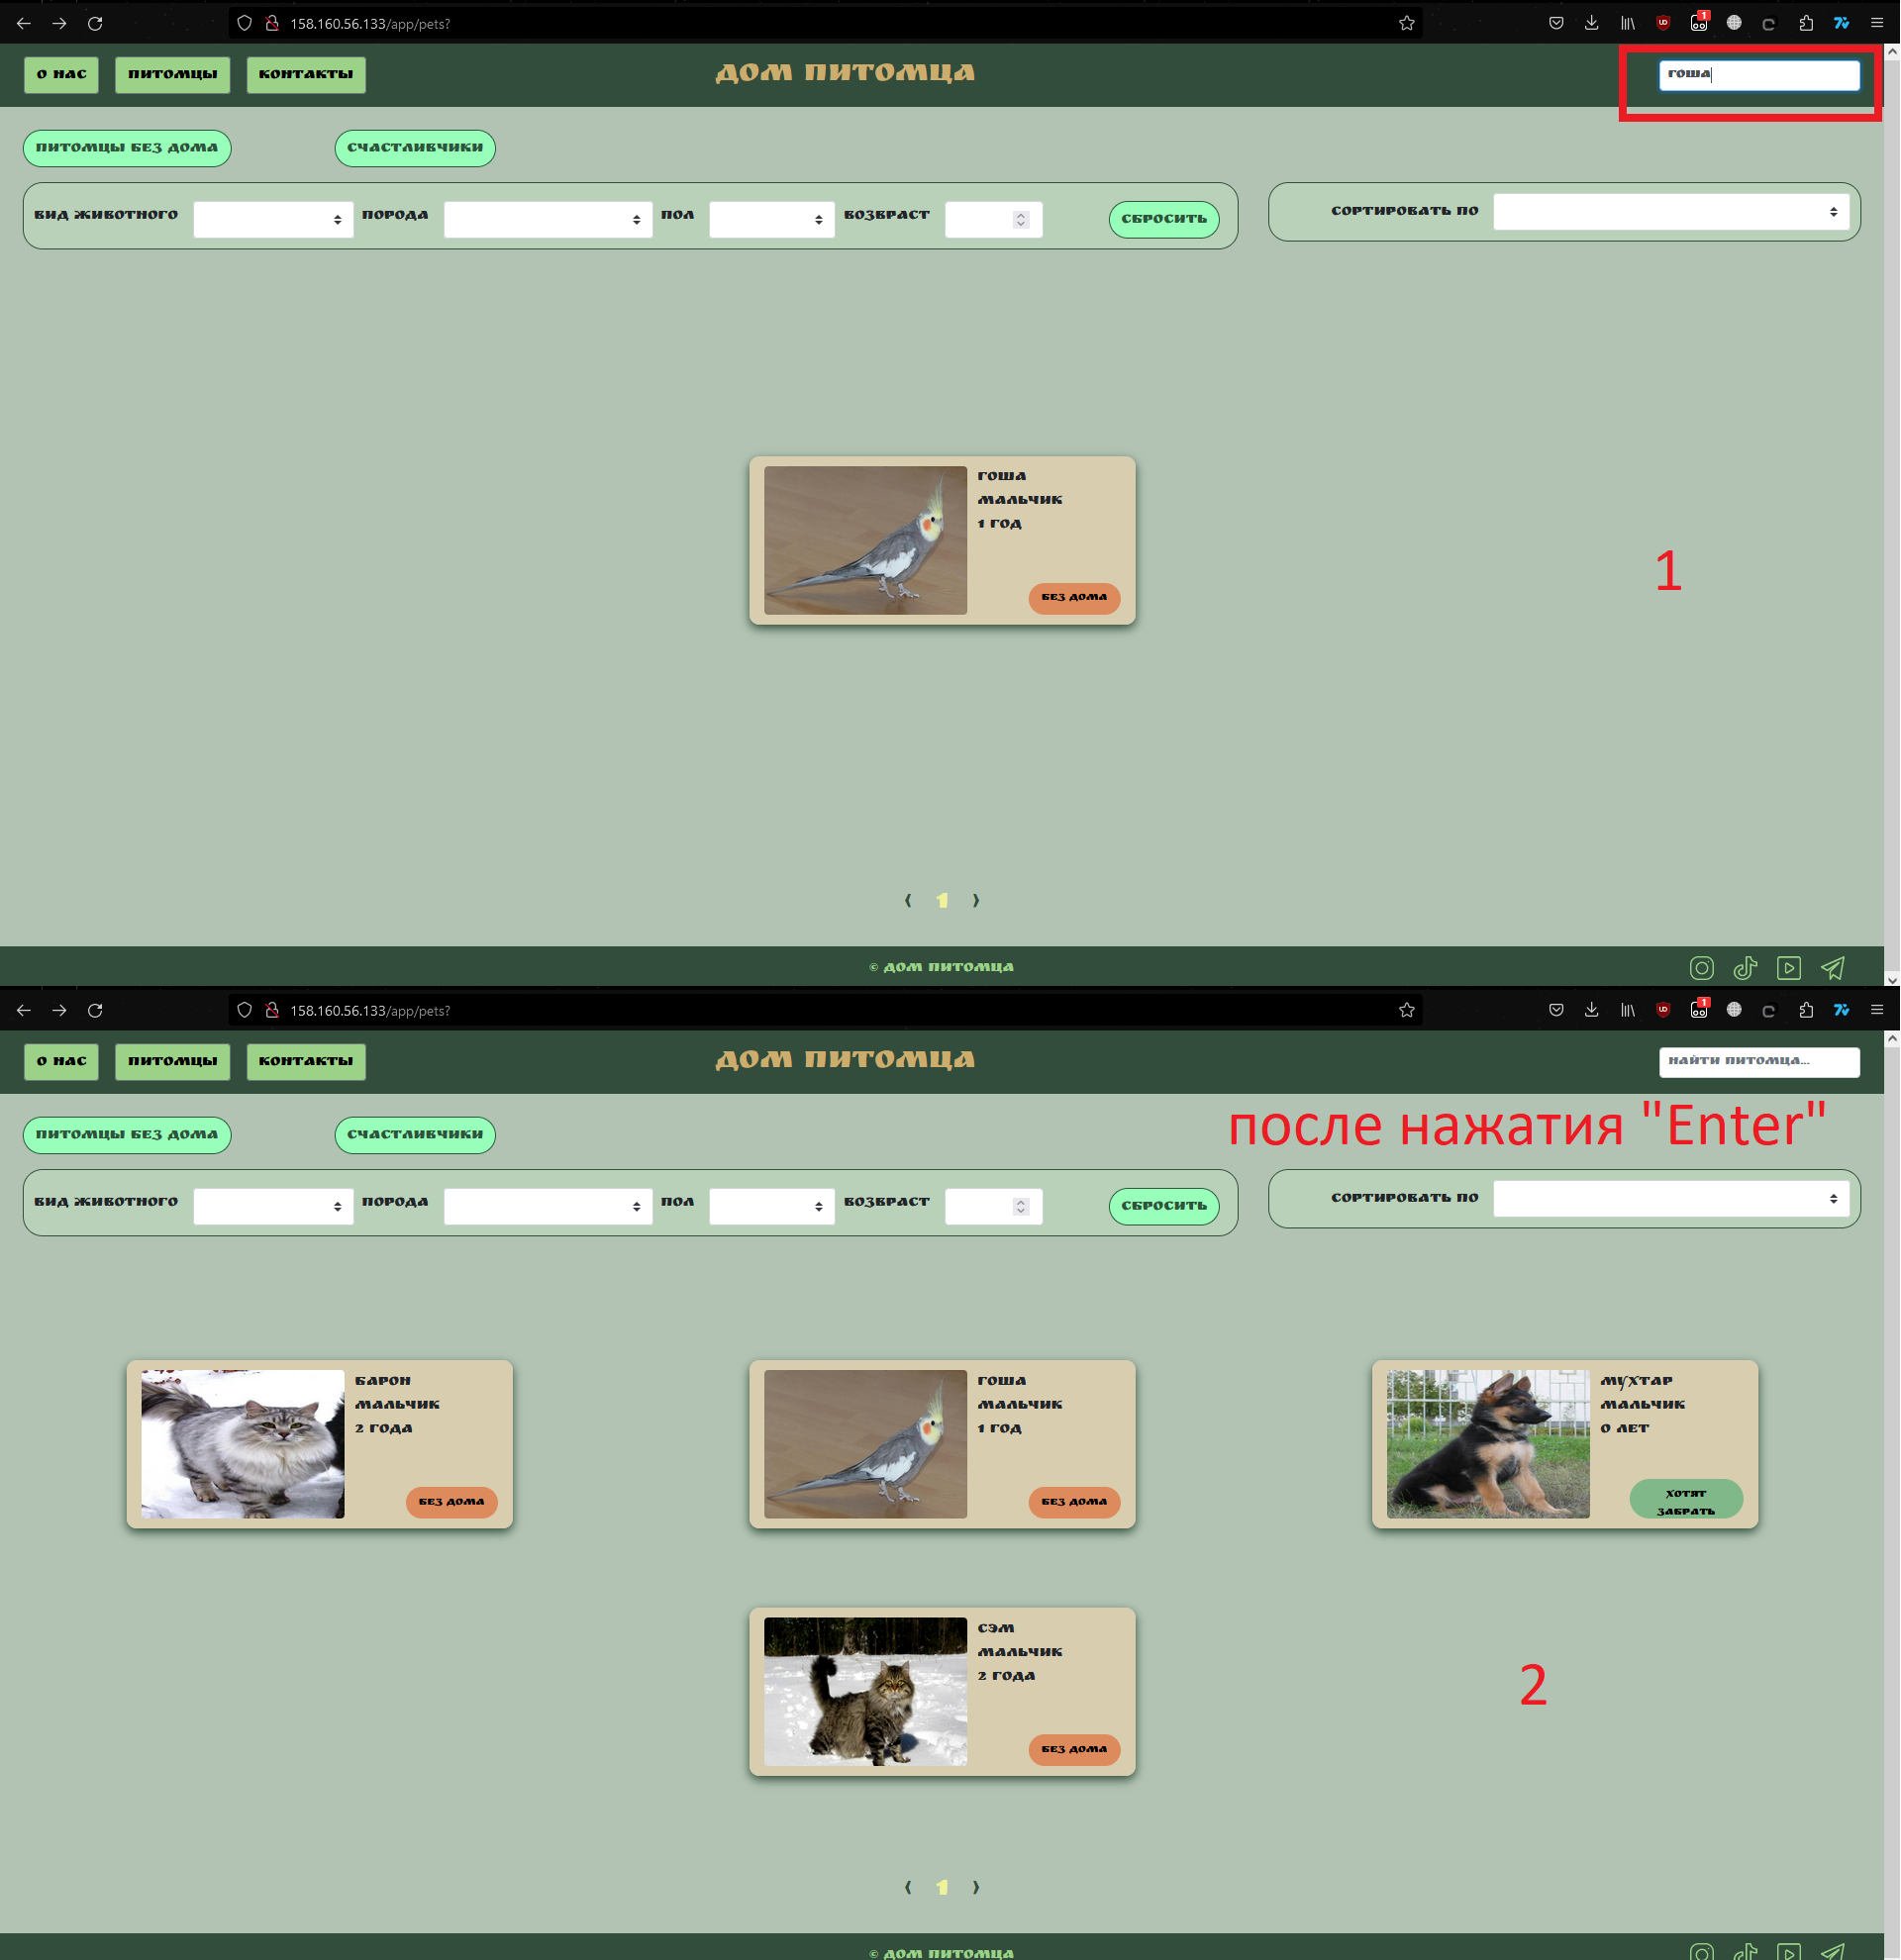 158.160.56.133/app/pets?
1
О НАС ПИТОМЦЫ КОНТАКТЫ
ДОМ ПИТОМЦА
гоша
ПИТОМЦЫ БЕЗ ДОМА СЧАСТЛИВЧИКИ
ВИД ЖИВОТНОГО ПОРОДА ПОЛ ВОЗВРАСТ СБРОСИТЬ
СОРТИРОВАТЬ ПО
ГОША
МАЛЬЧИК
1 ГОД
БЕЗ ДОМА
1
‹ 1 ›
© ДОМ ПИТОМЦА
158.160.56.133/app/pets?
1
О НАС ПИТОМЦЫ КОНТАКТЫ
ДОМ ПИТОМЦА
НАЙТИ ПИТОМЦА...
после нажатия "Enter"
ПИТОМЦЫ БЕЗ ДОМА СЧАСТЛИВЧИКИ
ВИД ЖИВОТНОГО ПОРОДА ПОЛ ВОЗВРАСТ СБРОСИТЬ
СОРТИРОВАТЬ ПО
БАРОН
МАЛЬЧИК
2 ГОДА
БЕЗ ДОМА
ГОША
МАЛЬЧИК
1 ГОД
БЕЗ ДОМА
МУХТАР
МАЛЬЧИК
0 ЛЕТ
ХОТЯТ
ЗАБРАТЬ
СЭМ
МАЛЬЧИК
2 ГОДА
БЕЗ ДОМА
2
‹ 1 ›
© ДОМ ПИТОМЦА